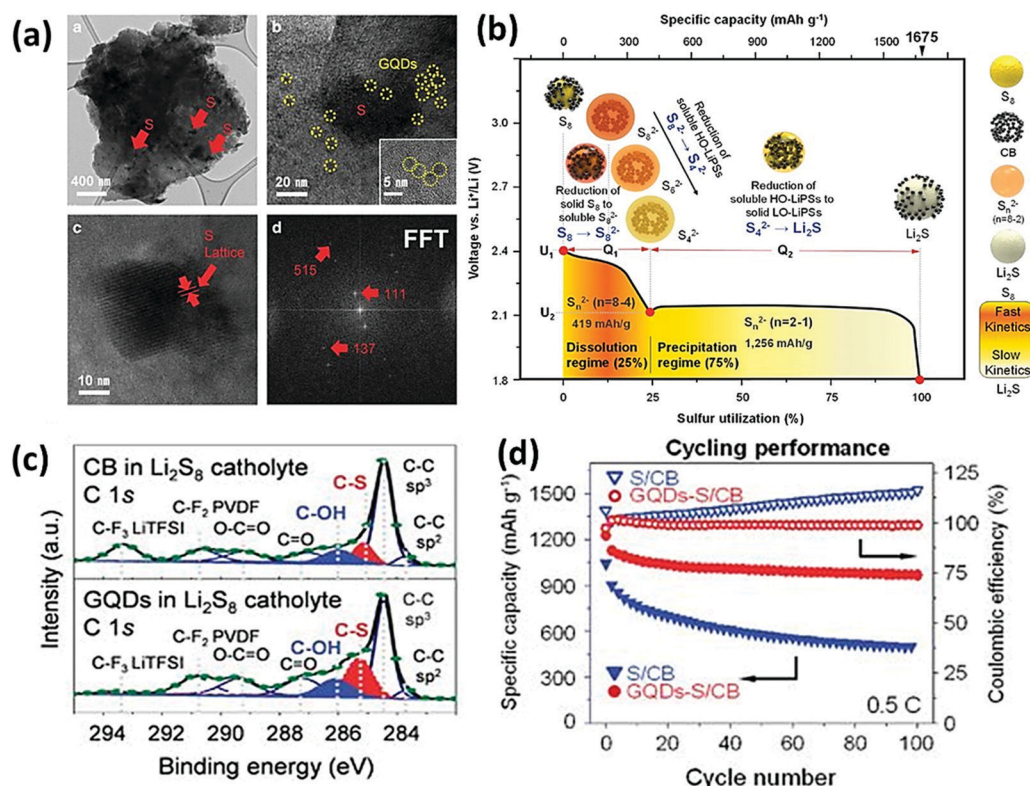 (a)
a
S
S
S
400 nm
b
GQDs
S
20 nm
5 nm
c
S
Lattice
10 nm
d
FFT
515
111
137
(b)
Specific capacity (mAh g⁻¹)
0 300 600 900 1200 1500 1675
Voltage vs. Li⁺/Li (V)
3.3
3.0
2.7
2.4
2.1
1.8
S₈
S₈²⁻
S₈²⁻
S₄²⁻
Reduction of
soluble HO-LiPSs
S₈²⁻ → S₄²⁻
Reduction of
solid S₈ to
soluble S₈²⁻
S₈ → S₈²⁻
Reduction of
soluble HO-LiPSs to
solid LO-LiPSs
S₄²⁻ → Li₂S
Li₂S
U₁
Q₁
Q₂
U₂
Sₙ²⁻ (n=8-4)
419 mAh/g
Sₙ²⁻ (n=2-1)
1,256 mAh/g
Dissolution
regime (25%)
Precipitation
regime (75%)
0 25 50 75 100
Sulfur utilization (%)
S₈
CB
Sₙ²⁻
(n=8-2)
Li₂S
S₈
Fast
Kinetics
Slow
Kinetics
Li₂S
(c)
Intensity (a.u.)
CB in Li₂S₈ catholyte
C 1s
C-F₃ LiTFSI
C-F₂ PVDF
O-C=O
C=O
C-OH
C-S
C-C
sp³
C-C
sp²
GQDs in Li₂S₈ catholyte
C 1s
C-F₃ LiTFSI
C-F₂ PVDF
O-C=O
C=O
C-OH
C-S
C-C
sp³
C-C
sp²
294 292 290 288 286 284
Binding energy (eV)
(d)
Cycling performance
Specific capacity (mAh g⁻¹)
1500
1200
900
600
300
0
S/CB
GQDs-S/CB
S/CB
GQDs-S/CB
0.5 C
125
100
75
50
25
0
Coulombic efficiency (%)
0 20 40 60 80 100
Cycle number